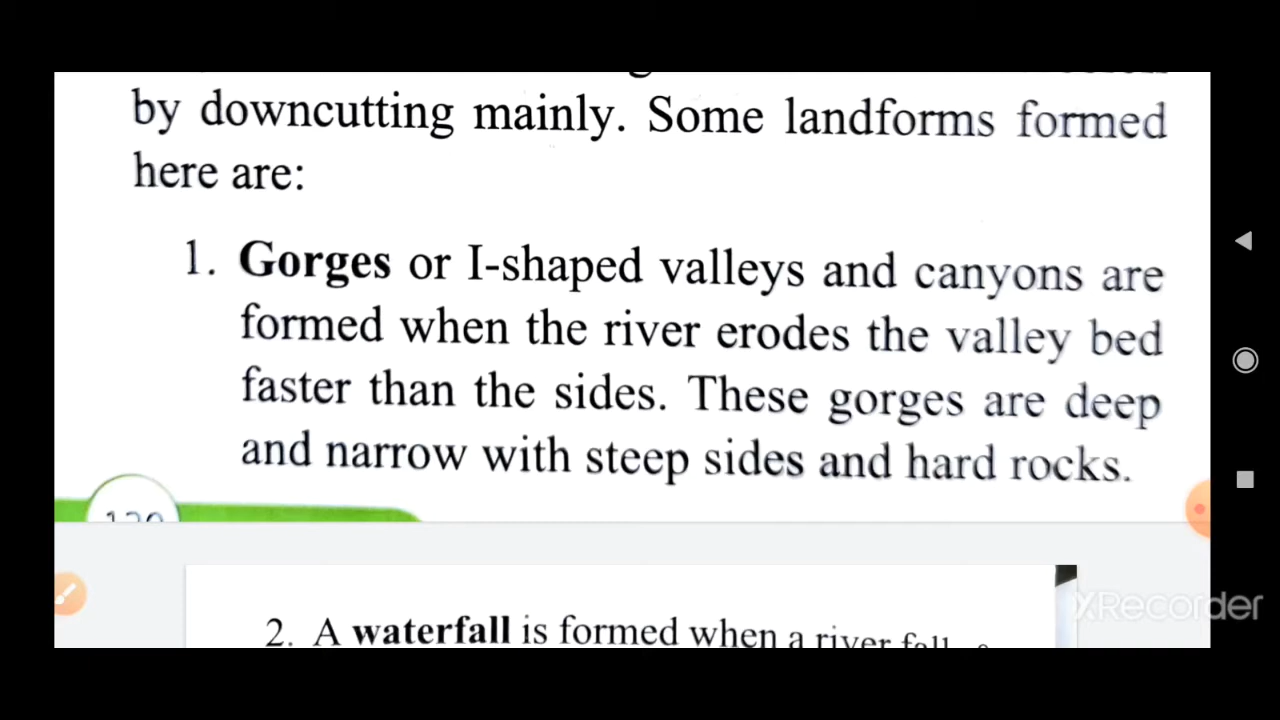 by downcutting mainly. Some landforms formed
here are:
1. Gorges or I-shaped valleys and canyons are
formed when the river erodes the valley bed
faster than the sides. These gorges are deep
and narrow with steep sides and hard rocks.
2. A waterfall is formed when a river
XRecorder